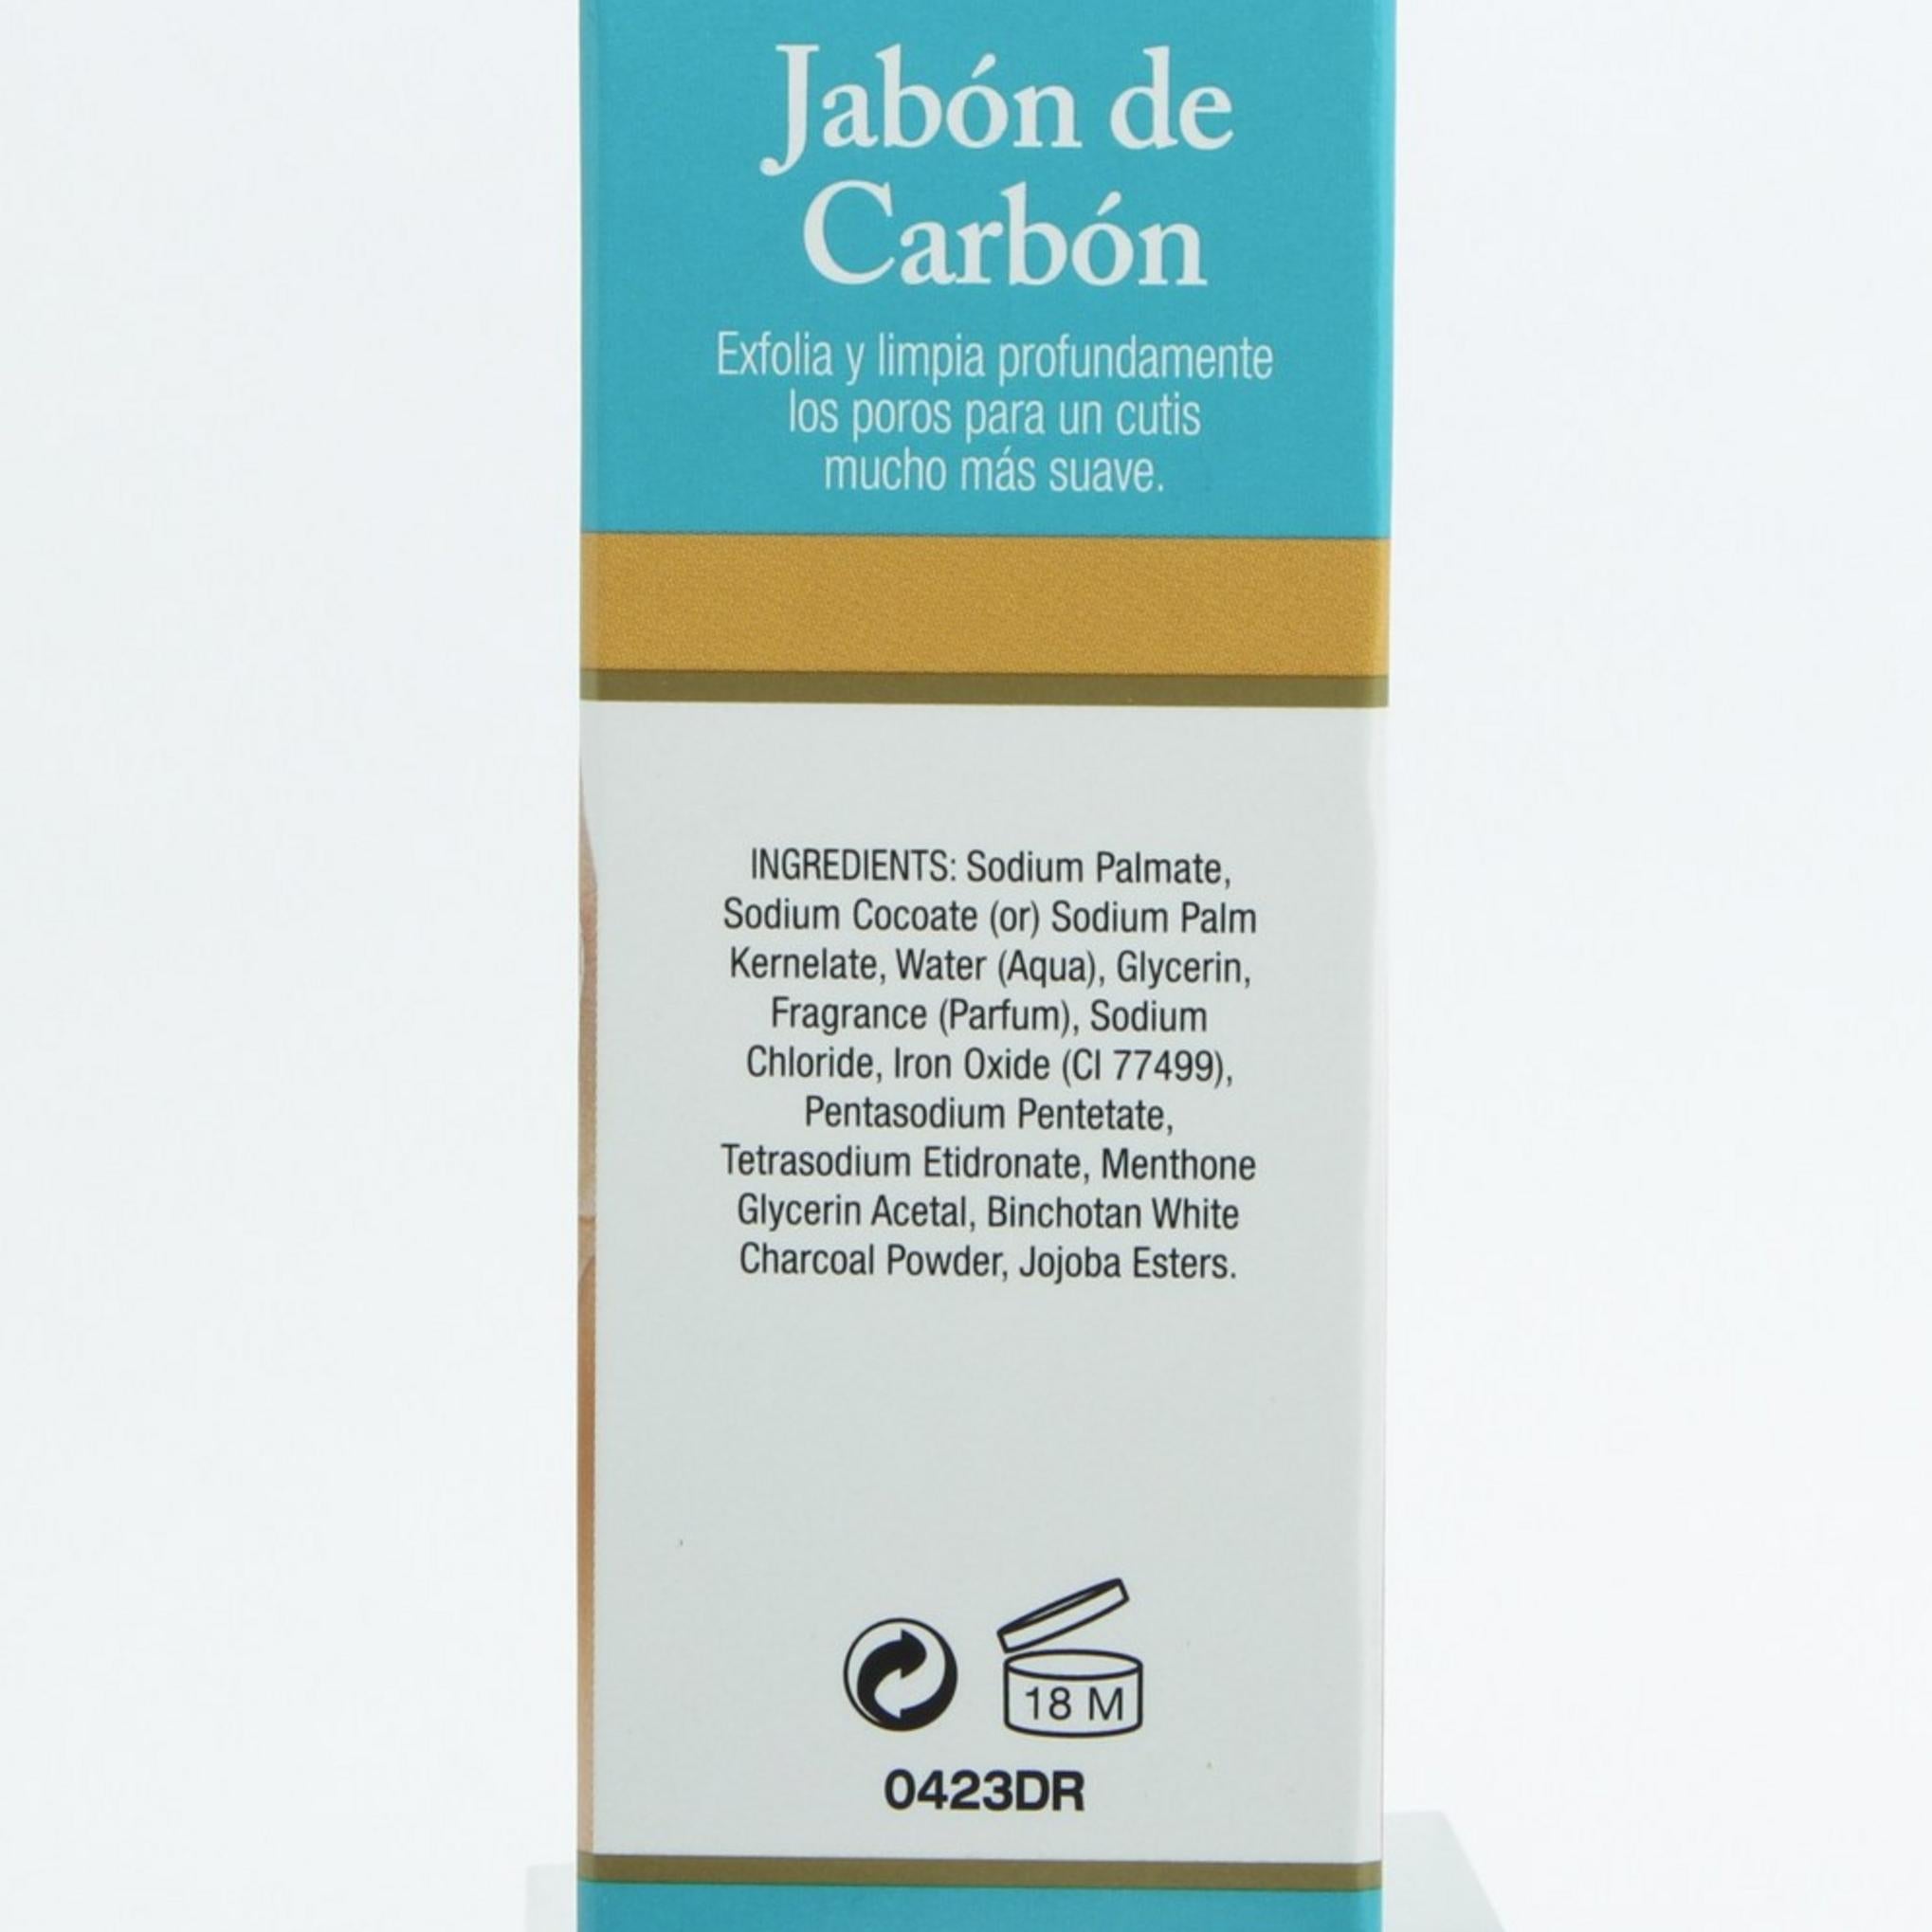 Jabón de
Carbón
Exfolia y limpia profundamente
los poros para un cutis
mucho más suave.
INGREDIENTS: Sodium Palmate,
Sodium Cocoate (or) Sodium Palm
Kernelate, Water (Aqua), Glycerin,
Fragrance (Parfum), Sodium
Chloride, Iron Oxide (CI 77499),
Pentasodium Pentetate,
Tetrasodium Etidronate, Menthone
Glycerin Acetal, Binchotan White
Charcoal Powder, Jojoba Esters.
18 M
0423DR